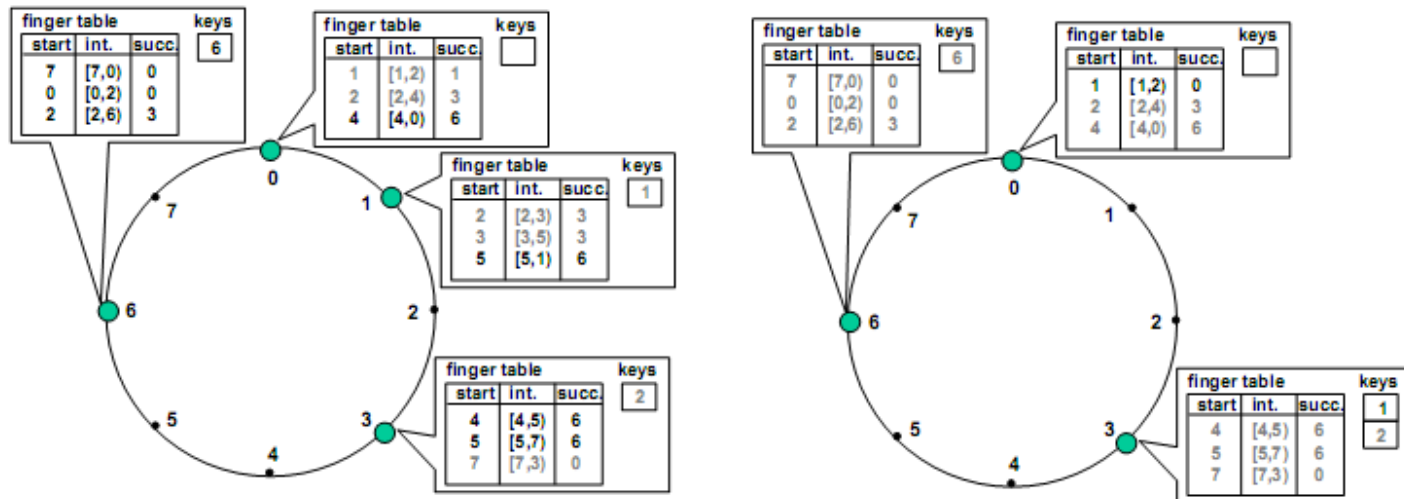 finger table keys
start int. succ. 6
7 [7,0) 0
0 [0,2) 0
2 [2,6) 3
finger table keys
start int. succ.
1 [1,2) 1
2 [2,4) 3
4 [4,0) 6
finger table keys
start int. succ. 1
2 [2,3) 3
3 [3,5) 3
5 [5,1) 6
finger table keys
start int. succ. 2
4 [4,5) 6
5 [5,7) 6
7 [7,3) 0
0
1
2
3
4
5
6
7
finger table keys
start int. succ. 6
7 [7,0) 0
0 [0,2) 0
2 [2,6) 3
finger table keys
start int. succ.
1 [1,2) 0
2 [2,4) 3
4 [4,0) 6
finger table keys
start int. succ. 1
4 [4,5) 6 2
5 [5,7) 6
7 [7,3) 0
0
1
2
3
4
5
6
7